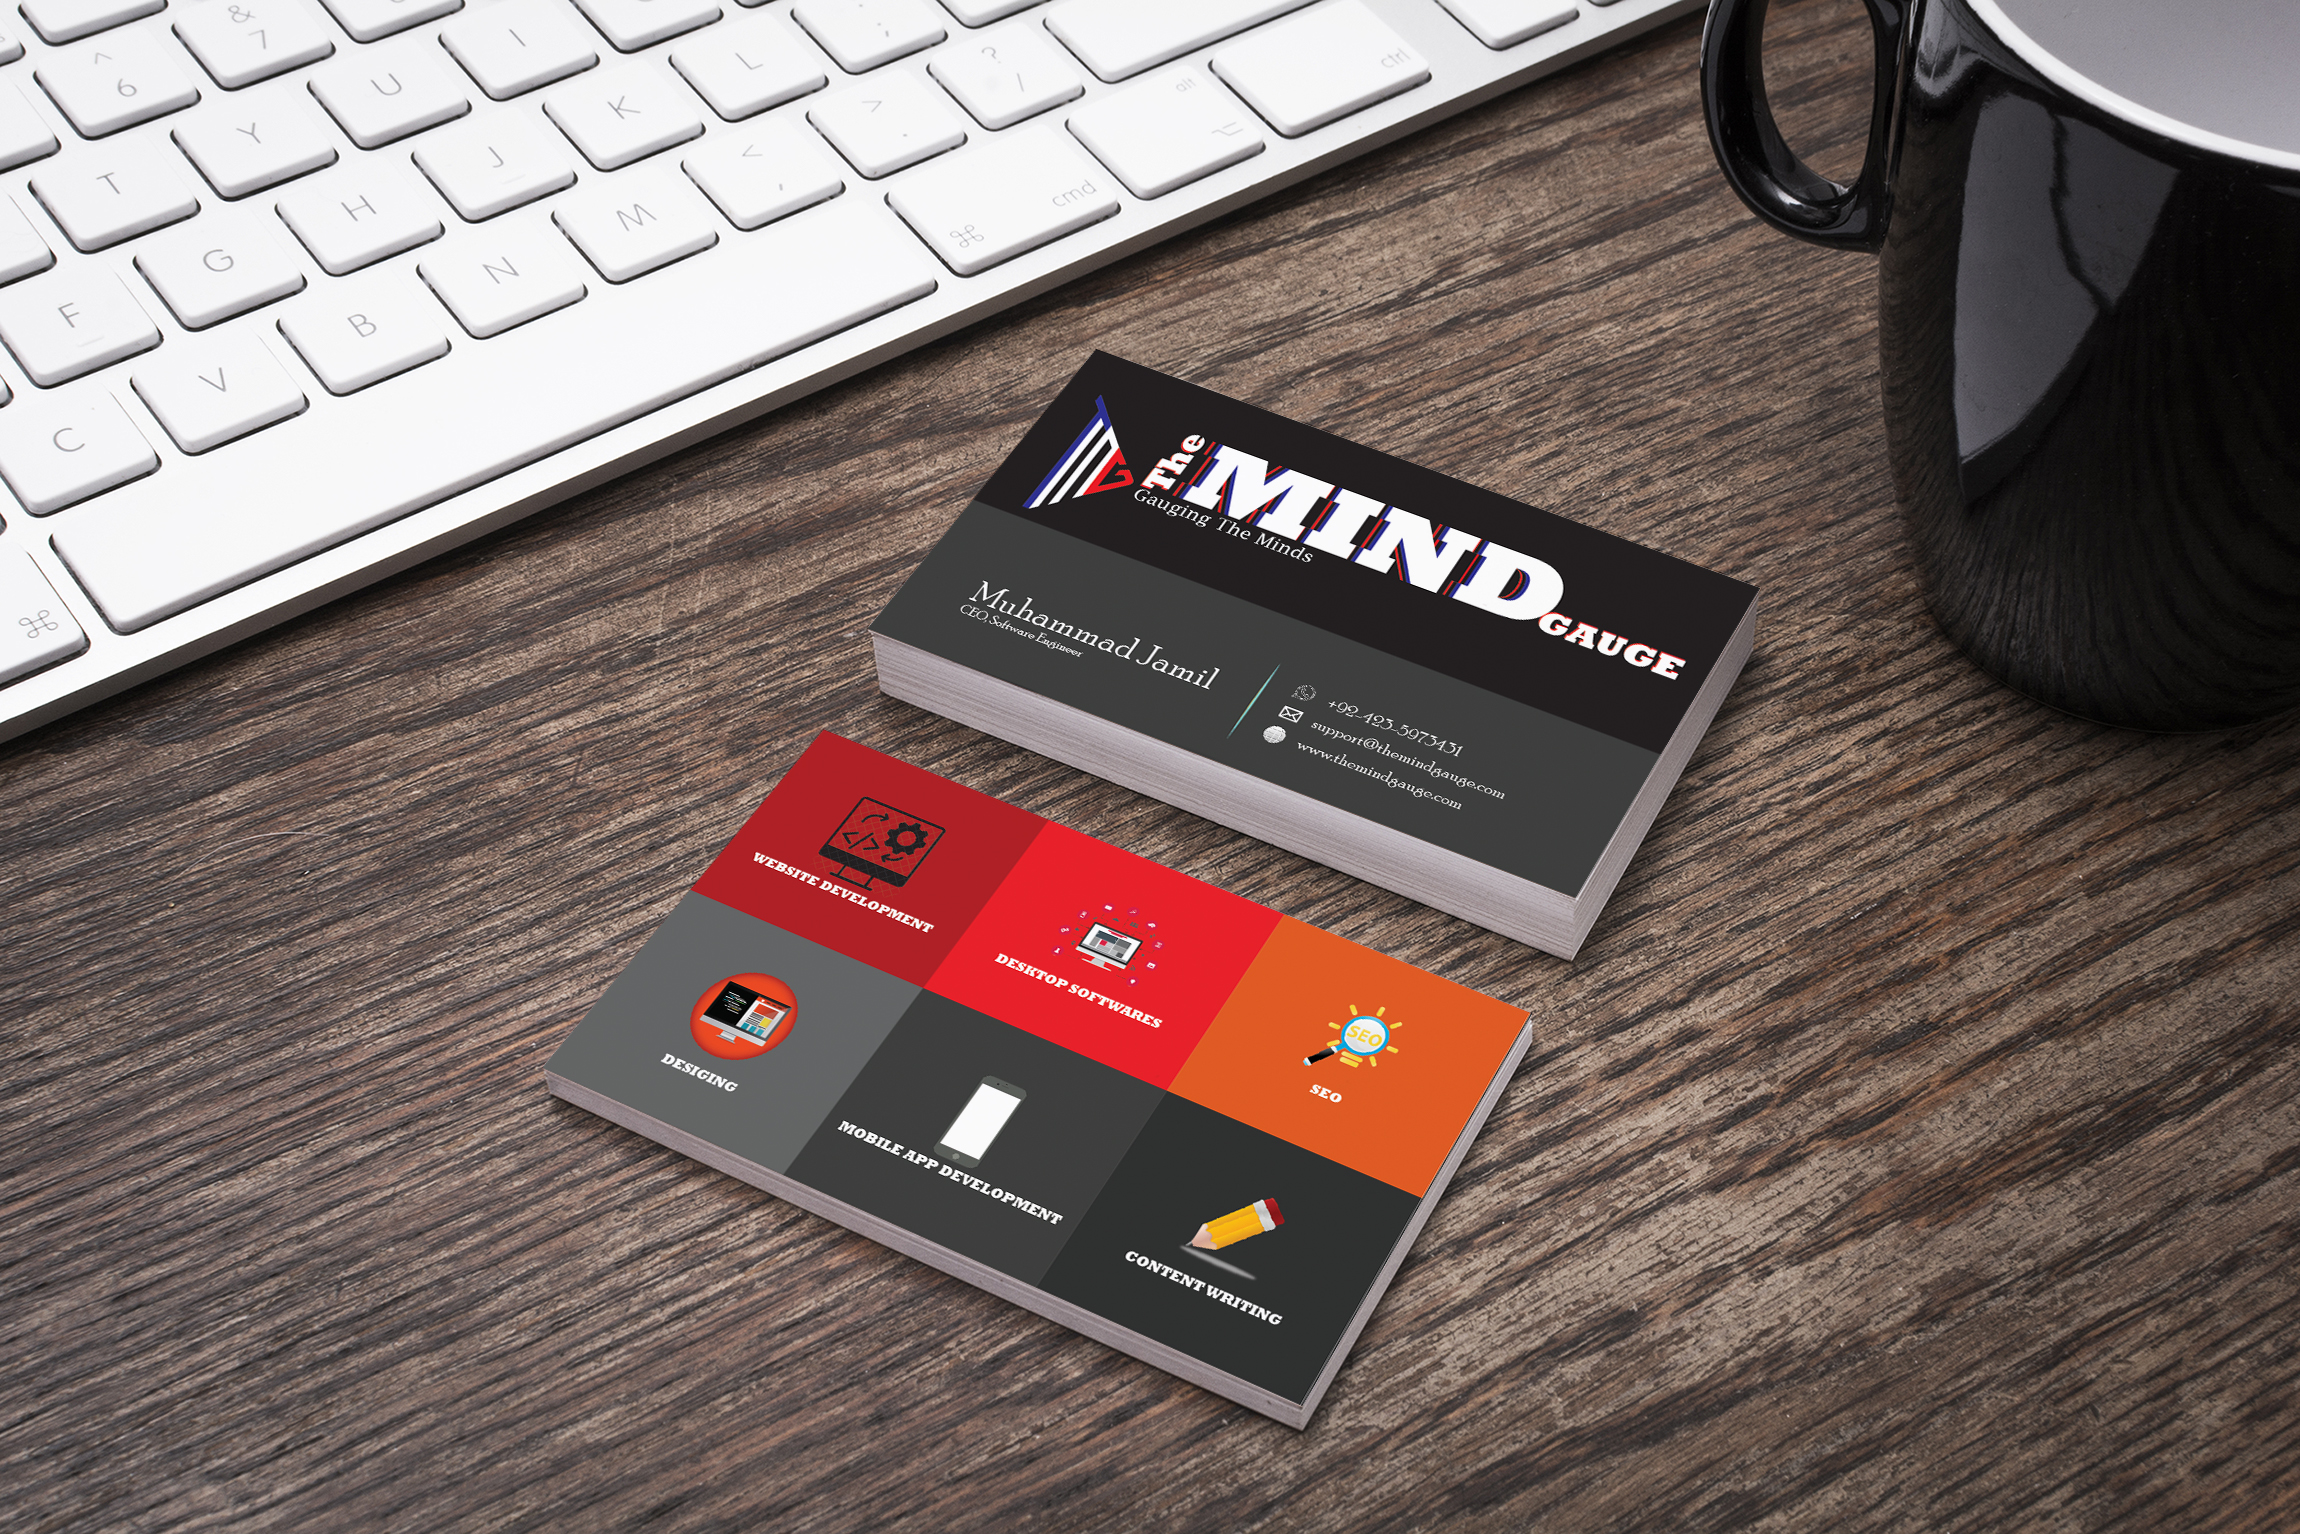 & 7
^ 6
Y
U
I
T
H
J
K
L
: ;
F
G
B
N
M
< ,
> .
? /
C
V
⌘ cmd
alt ⌥
ctrl
⌘
The MIND GAUGE
Gauging The Minds
Muhammad Jamil
CEO, Software Engineer
+92-423-5973431
support@themindgauge.com
www.themindgauge.com
WEBSITE DEVELOPMENT
DESKTOP SOFTWARES
SEO
SEO
DESIGING
MOBILE APP DEVELOPMENT
CONTENT WRITING